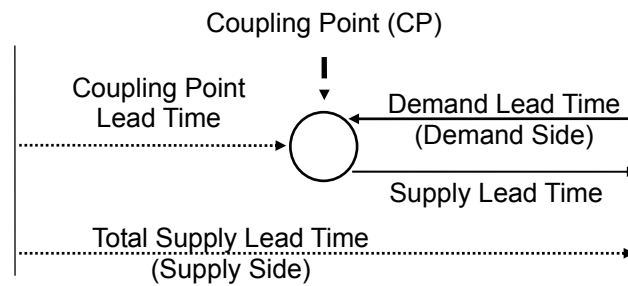 Coupling Point (CP)
Coupling Point
Lead Time
Demand Lead Time
(Demand Side)
Supply Lead Time
Total Supply Lead Time
(Supply Side)